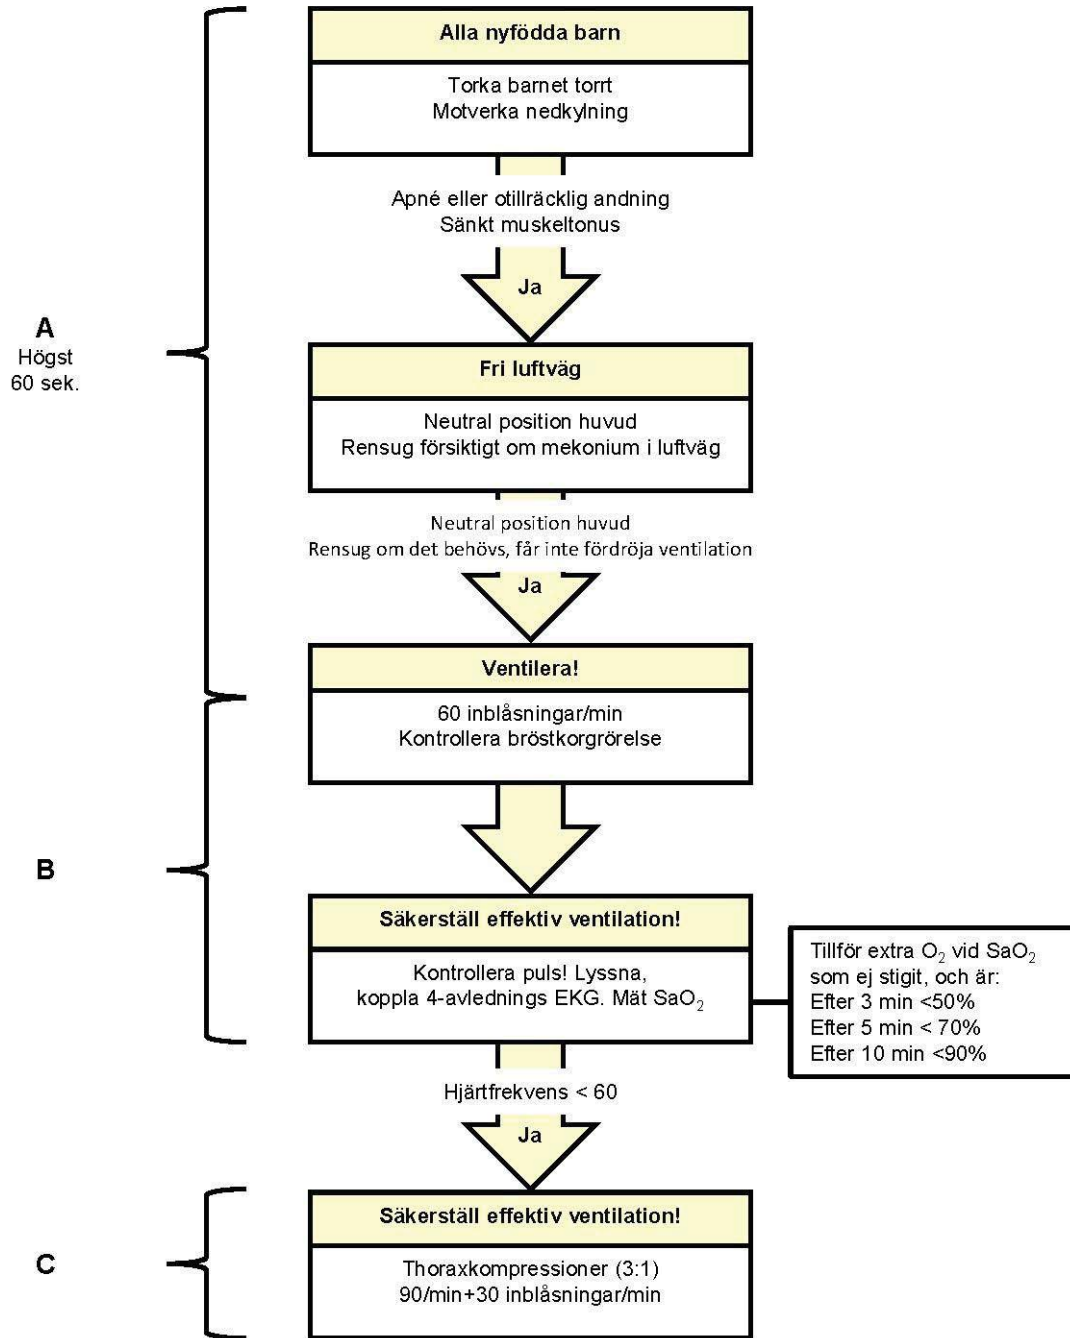 Alla nyfödda barn
Torka barnet torrt
Motverka nedkylning
Apné eller otillräcklig andning
Sänkt muskeltonus
Ja
A
Högst
60 sek.
Fri luftväg
Neutral position huvud
Rensug försiktigt om mekonium i luftväg
Neutral position huvud
Rensug om det behövs, får inte fördröja ventilation
Ja
Ventilera!
60 inblåsningar/min
Kontrollera bröstkorgrörelse
B
Säkerställ effektiv ventilation!
Kontrollera puls! Lyssna,
koppla 4-avlednings EKG. Mät SaO₂
Tillför extra O₂ vid SaO₂
som ej stigit, och är:
Efter 3 min <50%
Efter 5 min < 70%
Efter 10 min <90%
Hjärtfrekvens < 60
Ja
C
Säkerställ effektiv ventilation!
Thoraxkompressioner (3:1)
90/min+30 inblåsningar/min